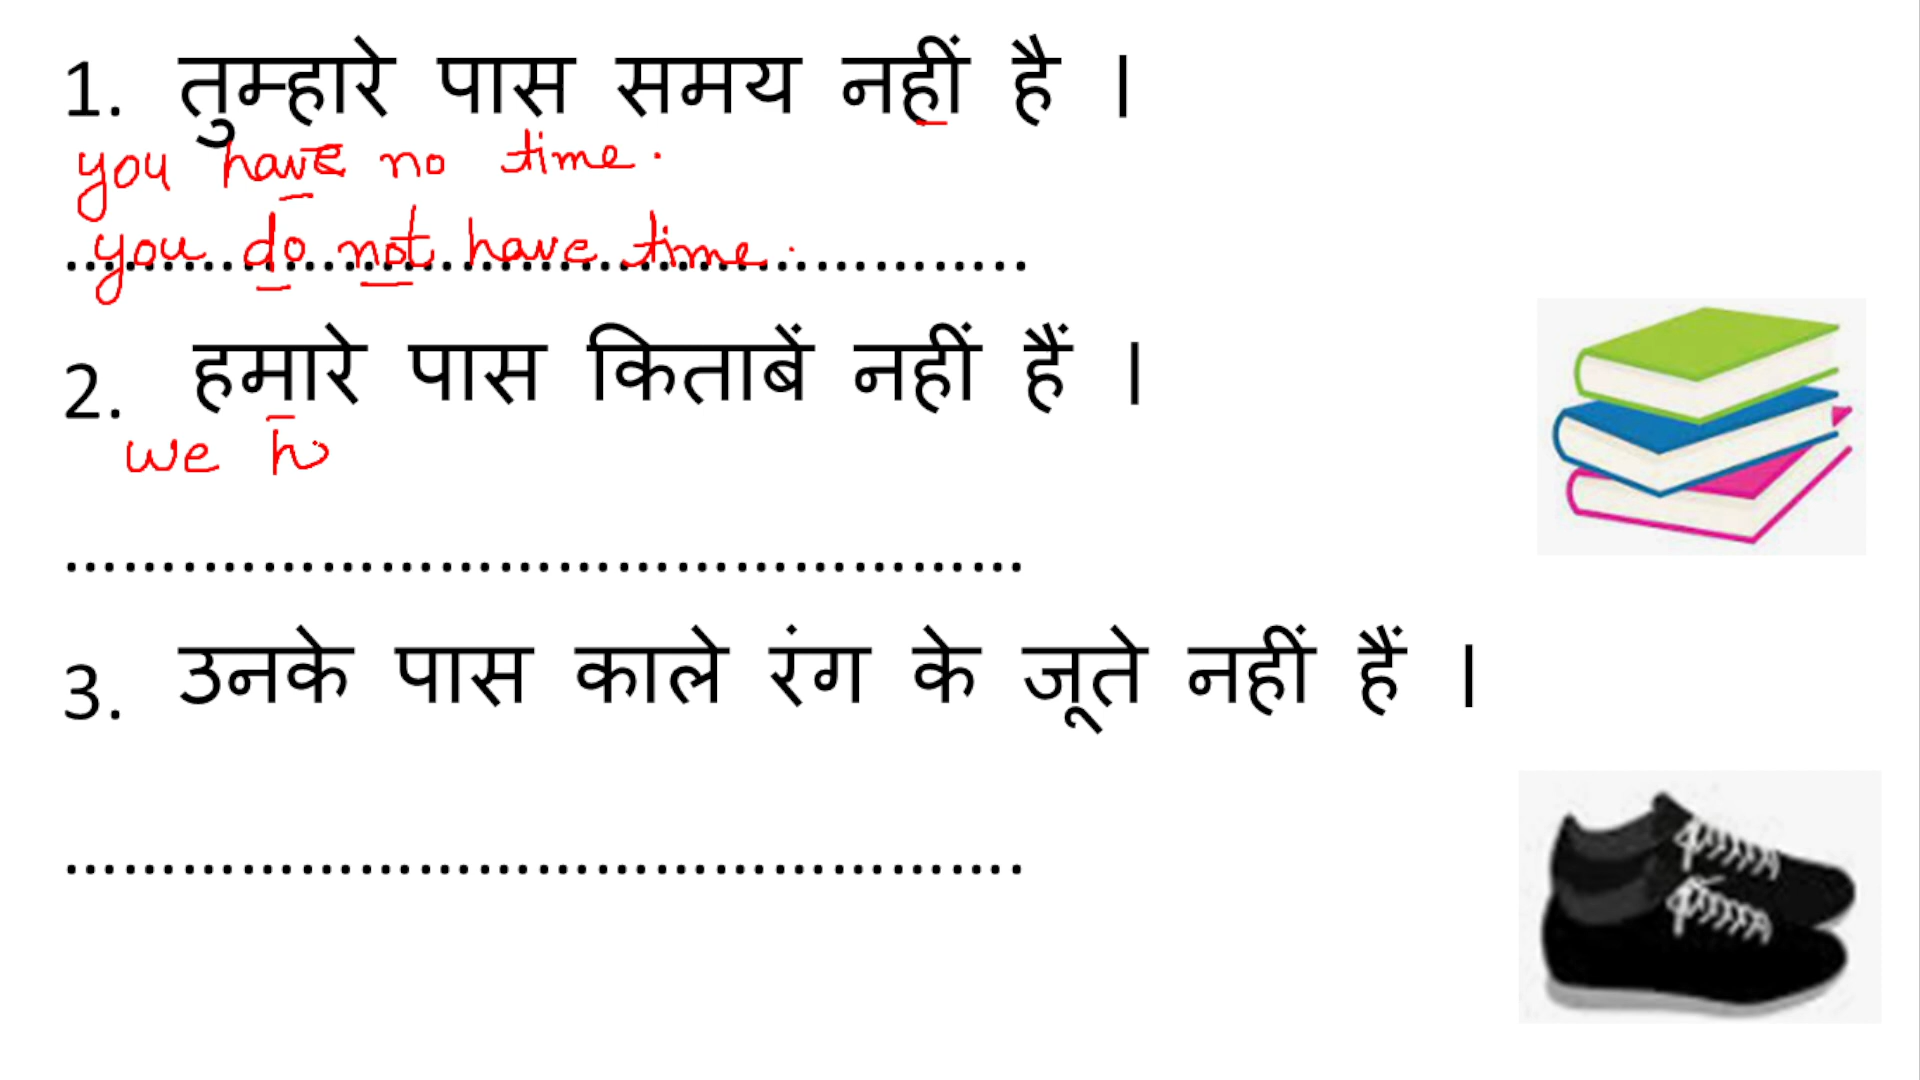 1. तुम्हारे पास समय नहीं है ।
you have no time.
you do not have time.
2. हमारे पास किताबें नहीं हैं ।
we
3. उनके पास काले रंग के जूते नहीं हैं ।